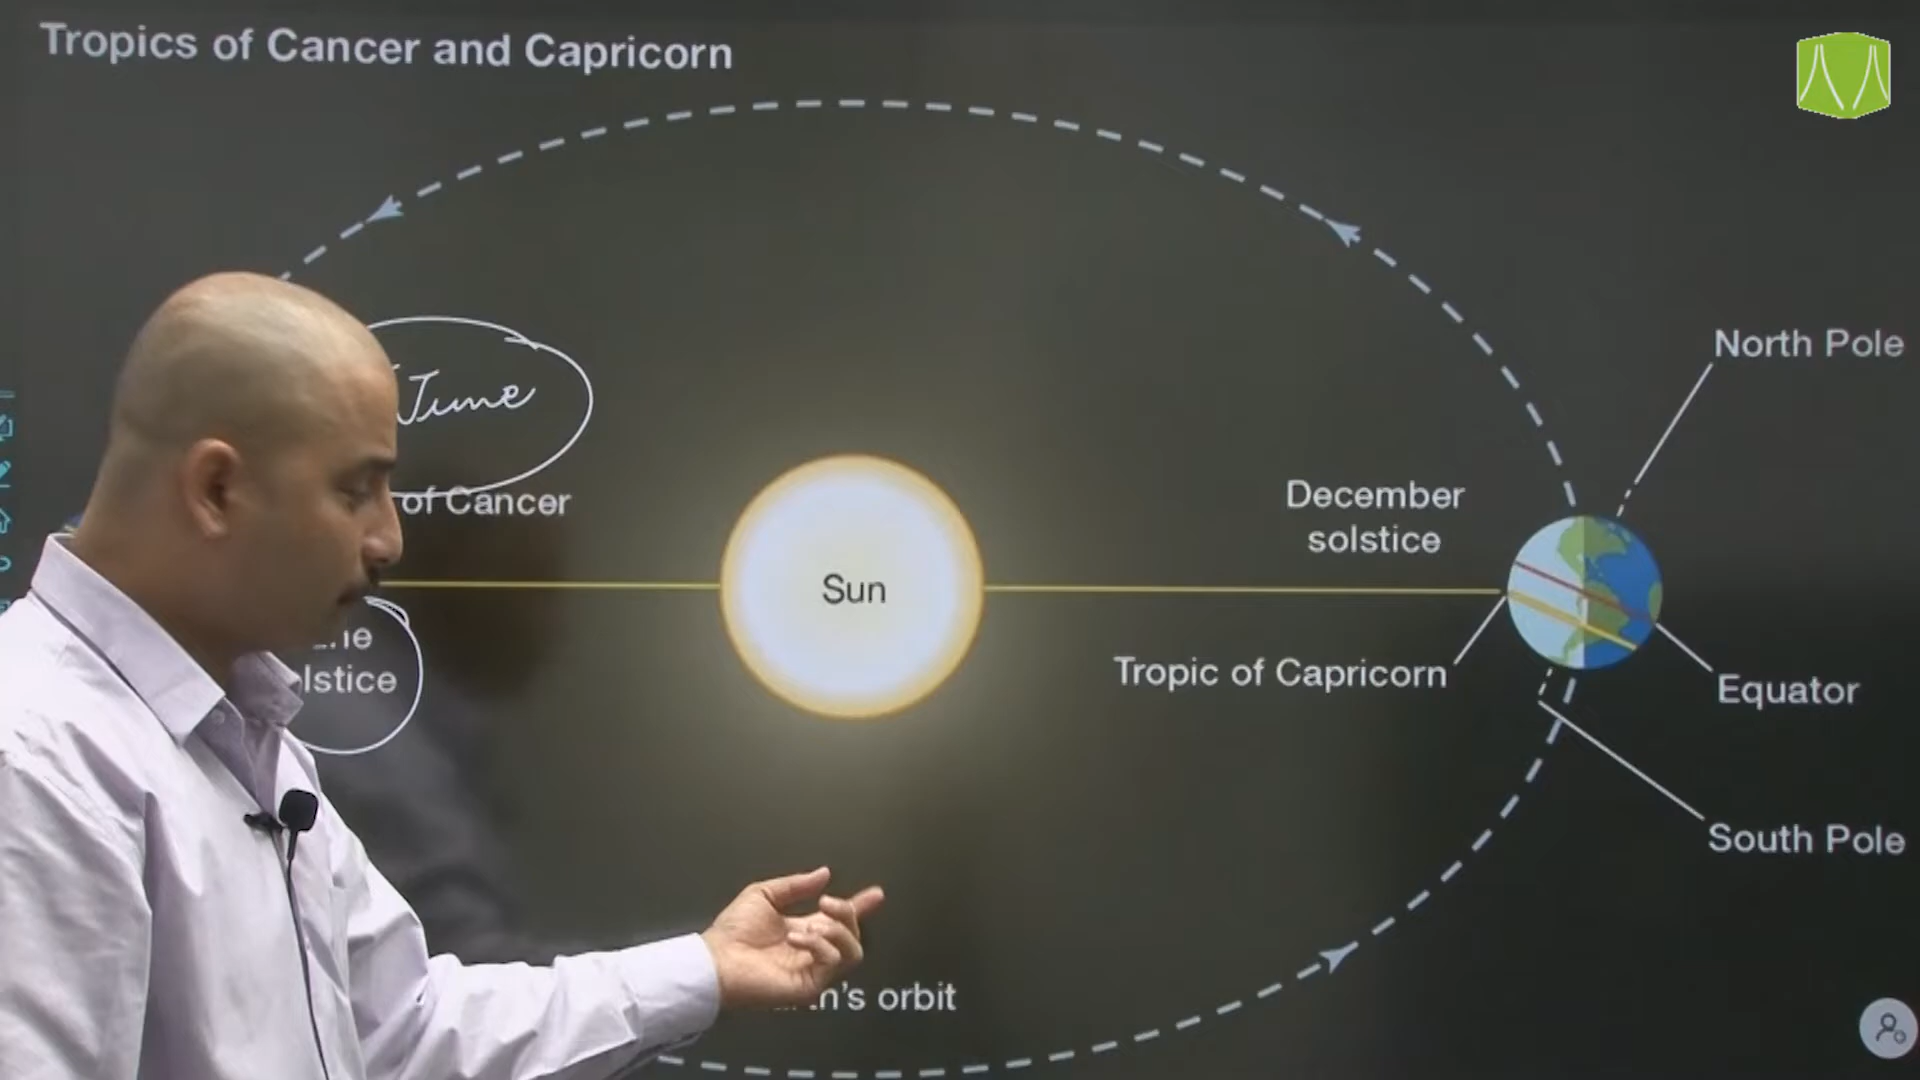 Tropics of Cancer and Capricorn
North Pole
June
of Cancer
December
solstice
Sun
lstice
Tropic of Capricorn
Equator
South Pole
's orbit